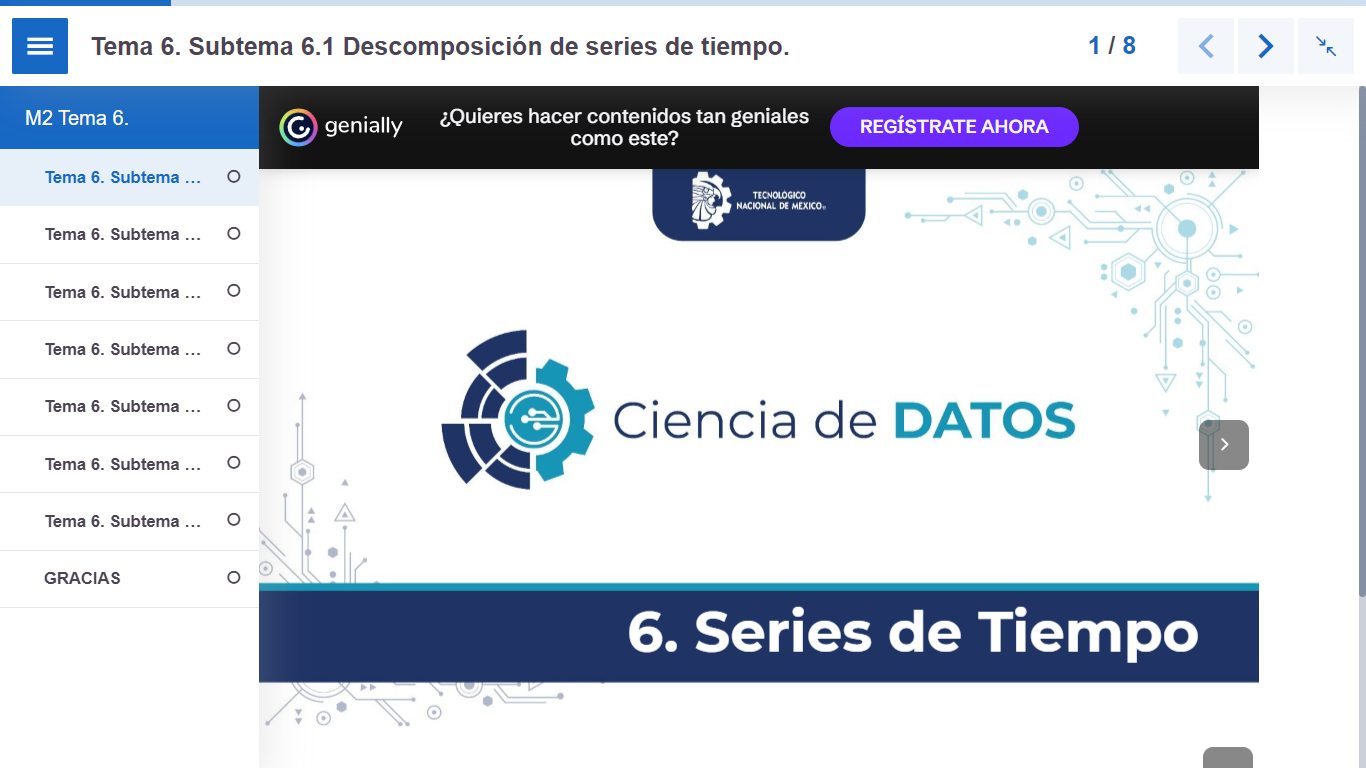 Tema 6. Subtema 6.1 Descomposición de series de tiempo.
1 / 8
M2 Tema 6.
Tema 6. Subtema ...
Tema 6. Subtema ...
Tema 6. Subtema ...
Tema 6. Subtema ...
Tema 6. Subtema ...
Tema 6. Subtema ...
Tema 6. Subtema ...
GRACIAS
genially
¿Quieres hacer contenidos tan geniales
como este?
REGÍSTRATE AHORA
TECNOLÓGICO
NACIONAL DE MÉXICO®
Ciencia de DATOS
6. Series de Tiempo